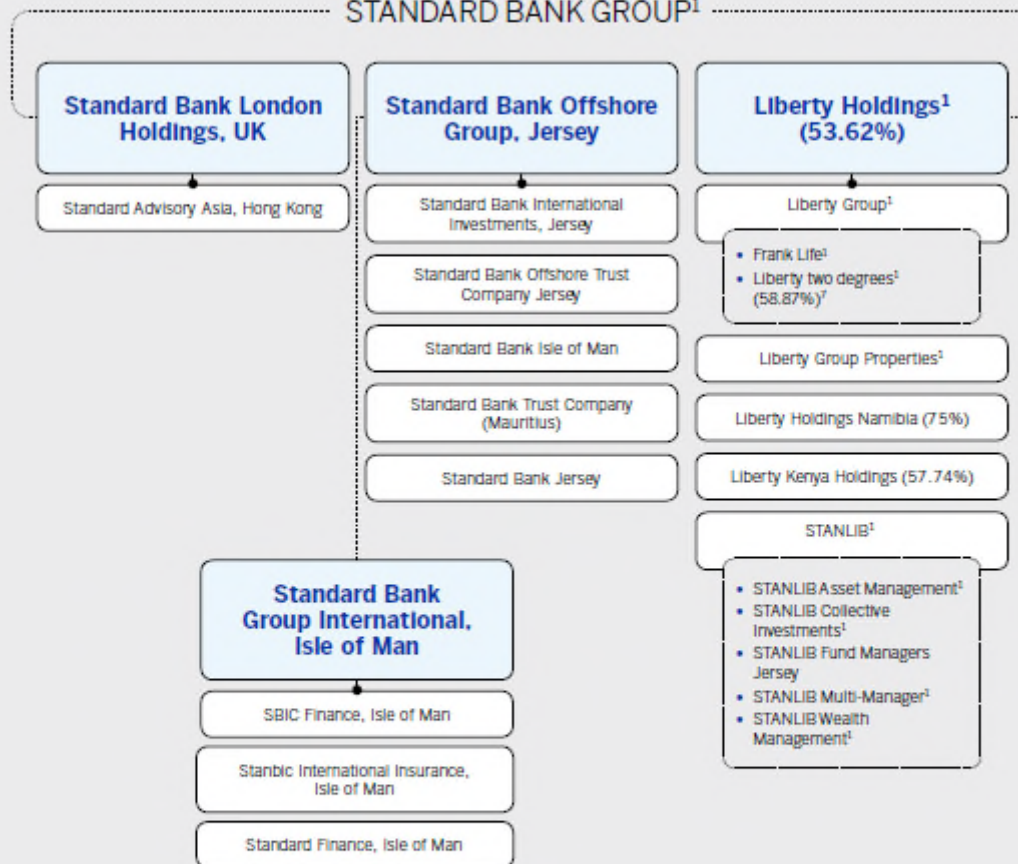 STANDARD BANK GROUP¹
Standard Bank London
Holdings, UK
Standard Advisory Asia, Hong Kong
Standard Bank Offshore
Group, Jersey
Standard Bank International
Investments, Jersey
Standard Bank Offshore Trust
Company Jersey
Standard Bank Isle of Man
Standard Bank Trust Company
(Mauritius)
Standard Bank Jersey
Liberty Holdings¹
(53.62%)
Liberty Group¹
• Frank Life¹
• Liberty two degrees¹
(58.87%)⁷
Liberty Group Properties¹
Liberty Holdings Namibia (75%)
Liberty Kenya Holdings (57.74%)
STANLIB¹
• STANLIB Asset Management¹
• STANLIB Collective
Investments¹
• STANLIB Fund Managers
Jersey
• STANLIB Multi-Manager¹
• STANLIB Wealth
Management¹
Standard Bank
Group International,
Isle of Man
SBIC Finance, Isle of Man
Stanbic International Insurance,
Isle of Man
Standard Finance, Isle of Man